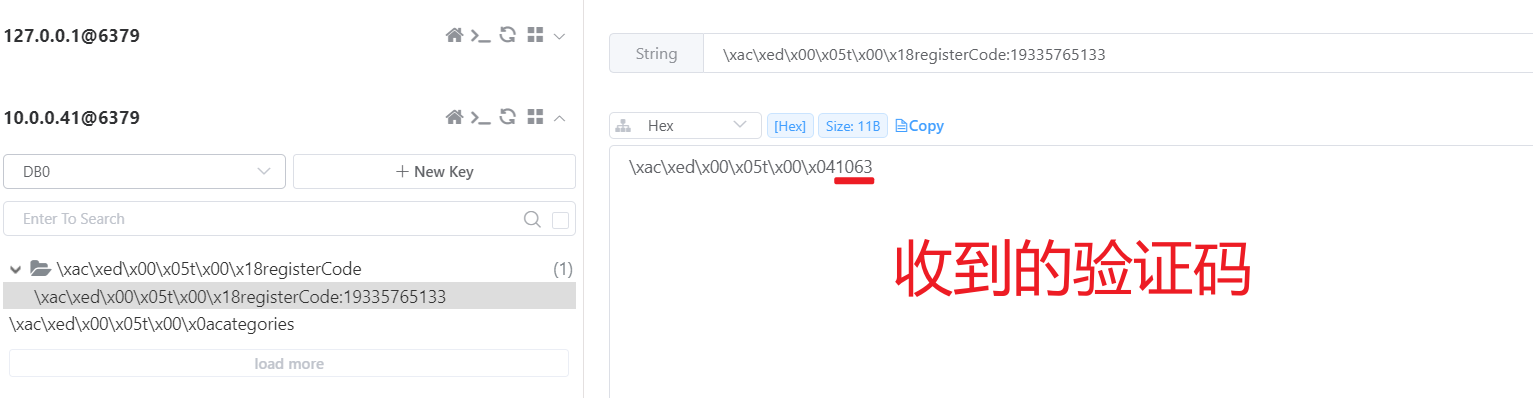 127.0.0.1@6379
10.0.0.41@6379
DB0
New Key
Enter To Search
\xac\xed\x00\x05t\x00\x18registerCode (1)
\xac\xed\x00\x05t\x00\x18registerCode:19335765133
\xac\xed\x00\x05t\x00\x0acategories
load more
String \xac\xed\x00\x05t\x00\x18registerCode:19335765133
Hex [Hex] Size: 11B Copy
\xac\xed\x00\x05t\x00\x041063
收到的验证码